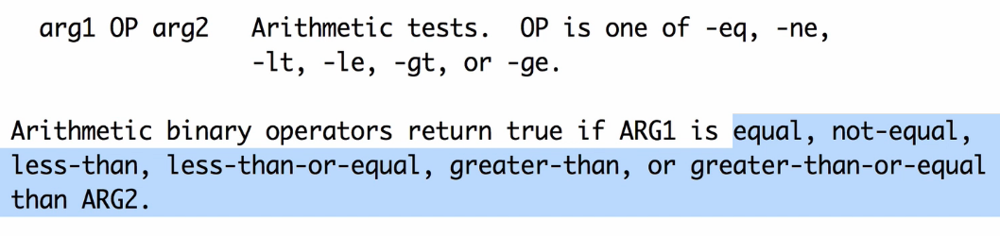 arg1 OP arg2   Arithmetic tests.  OP is one of -eq, -ne,
-lt, -le, -gt, or -ge.
Arithmetic binary operators return true if ARG1 is equal, not-equal,
less-than, less-than-or-equal, greater-than, or greater-than-or-equal
than ARG2.